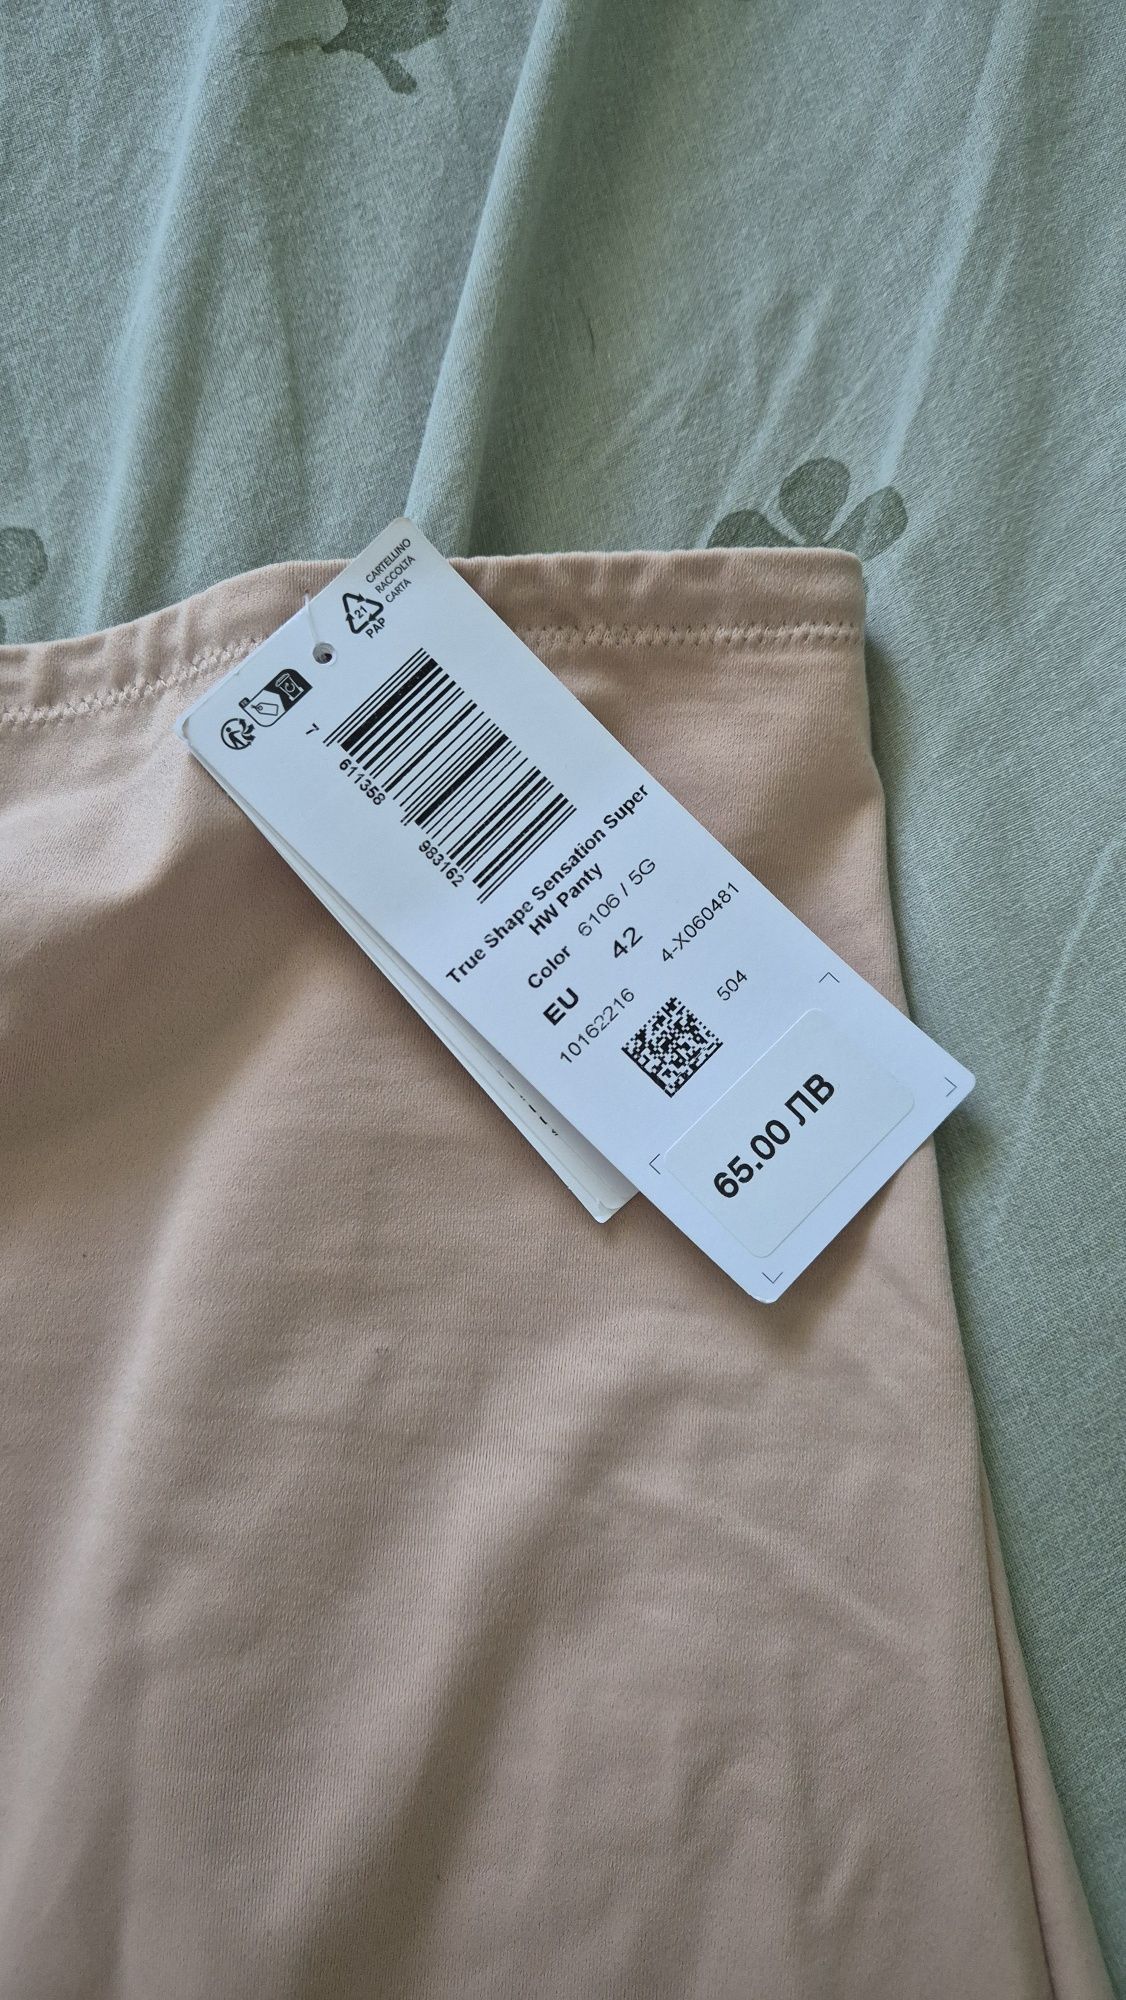 CARTELLINO
RACCOLTA
CARTA
21
PAP
7 611358 983162
True Shape Sensation Super
HW Panty
Color 6106 / 5G
EU 42
10162216 4-X060481
504
65.00 ЛВ